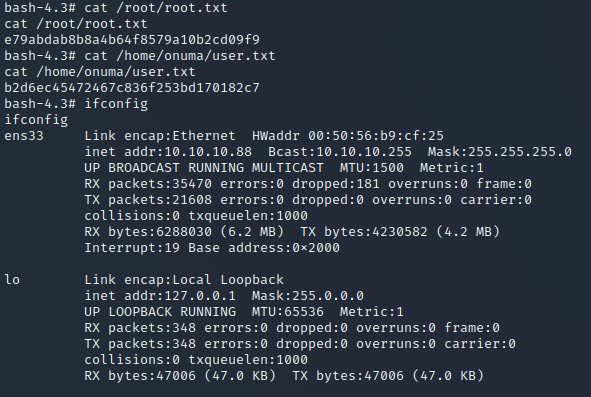 bash-4.3# cat /root/root.txt
cat /root/root.txt
e79abdab8b8a4b64f8579a10b2cd09f9
bash-4.3# cat /home/onuma/user.txt
cat /home/onuma/user.txt
b2d6ec45472467c836f253bd170182c7
bash-4.3# ifconfig
ifconfig
ens33     Link encap:Ethernet  HWaddr 00:50:56:b9:cf:25
          inet addr:10.10.10.88  Bcast:10.10.10.255  Mask:255.255.255.0
          UP BROADCAST RUNNING MULTICAST  MTU:1500  Metric:1
          RX packets:35470 errors:0 dropped:181 overruns:0 frame:0
          TX packets:21608 errors:0 dropped:0 overruns:0 carrier:0
          collisions:0 txqueuelen:1000
          RX bytes:6288030 (6.2 MB)  TX bytes:4230582 (4.2 MB)
          Interrupt:19 Base address:0×2000

lo        Link encap:Local Loopback
          inet addr:127.0.0.1  Mask:255.0.0.0
          UP LOOPBACK RUNNING  MTU:65536  Metric:1
          RX packets:348 errors:0 dropped:0 overruns:0 frame:0
          TX packets:348 errors:0 dropped:0 overruns:0 carrier:0
          collisions:0 txqueuelen:1000
          RX bytes:47006 (47.0 KB)  TX bytes:47006 (47.0 KB)